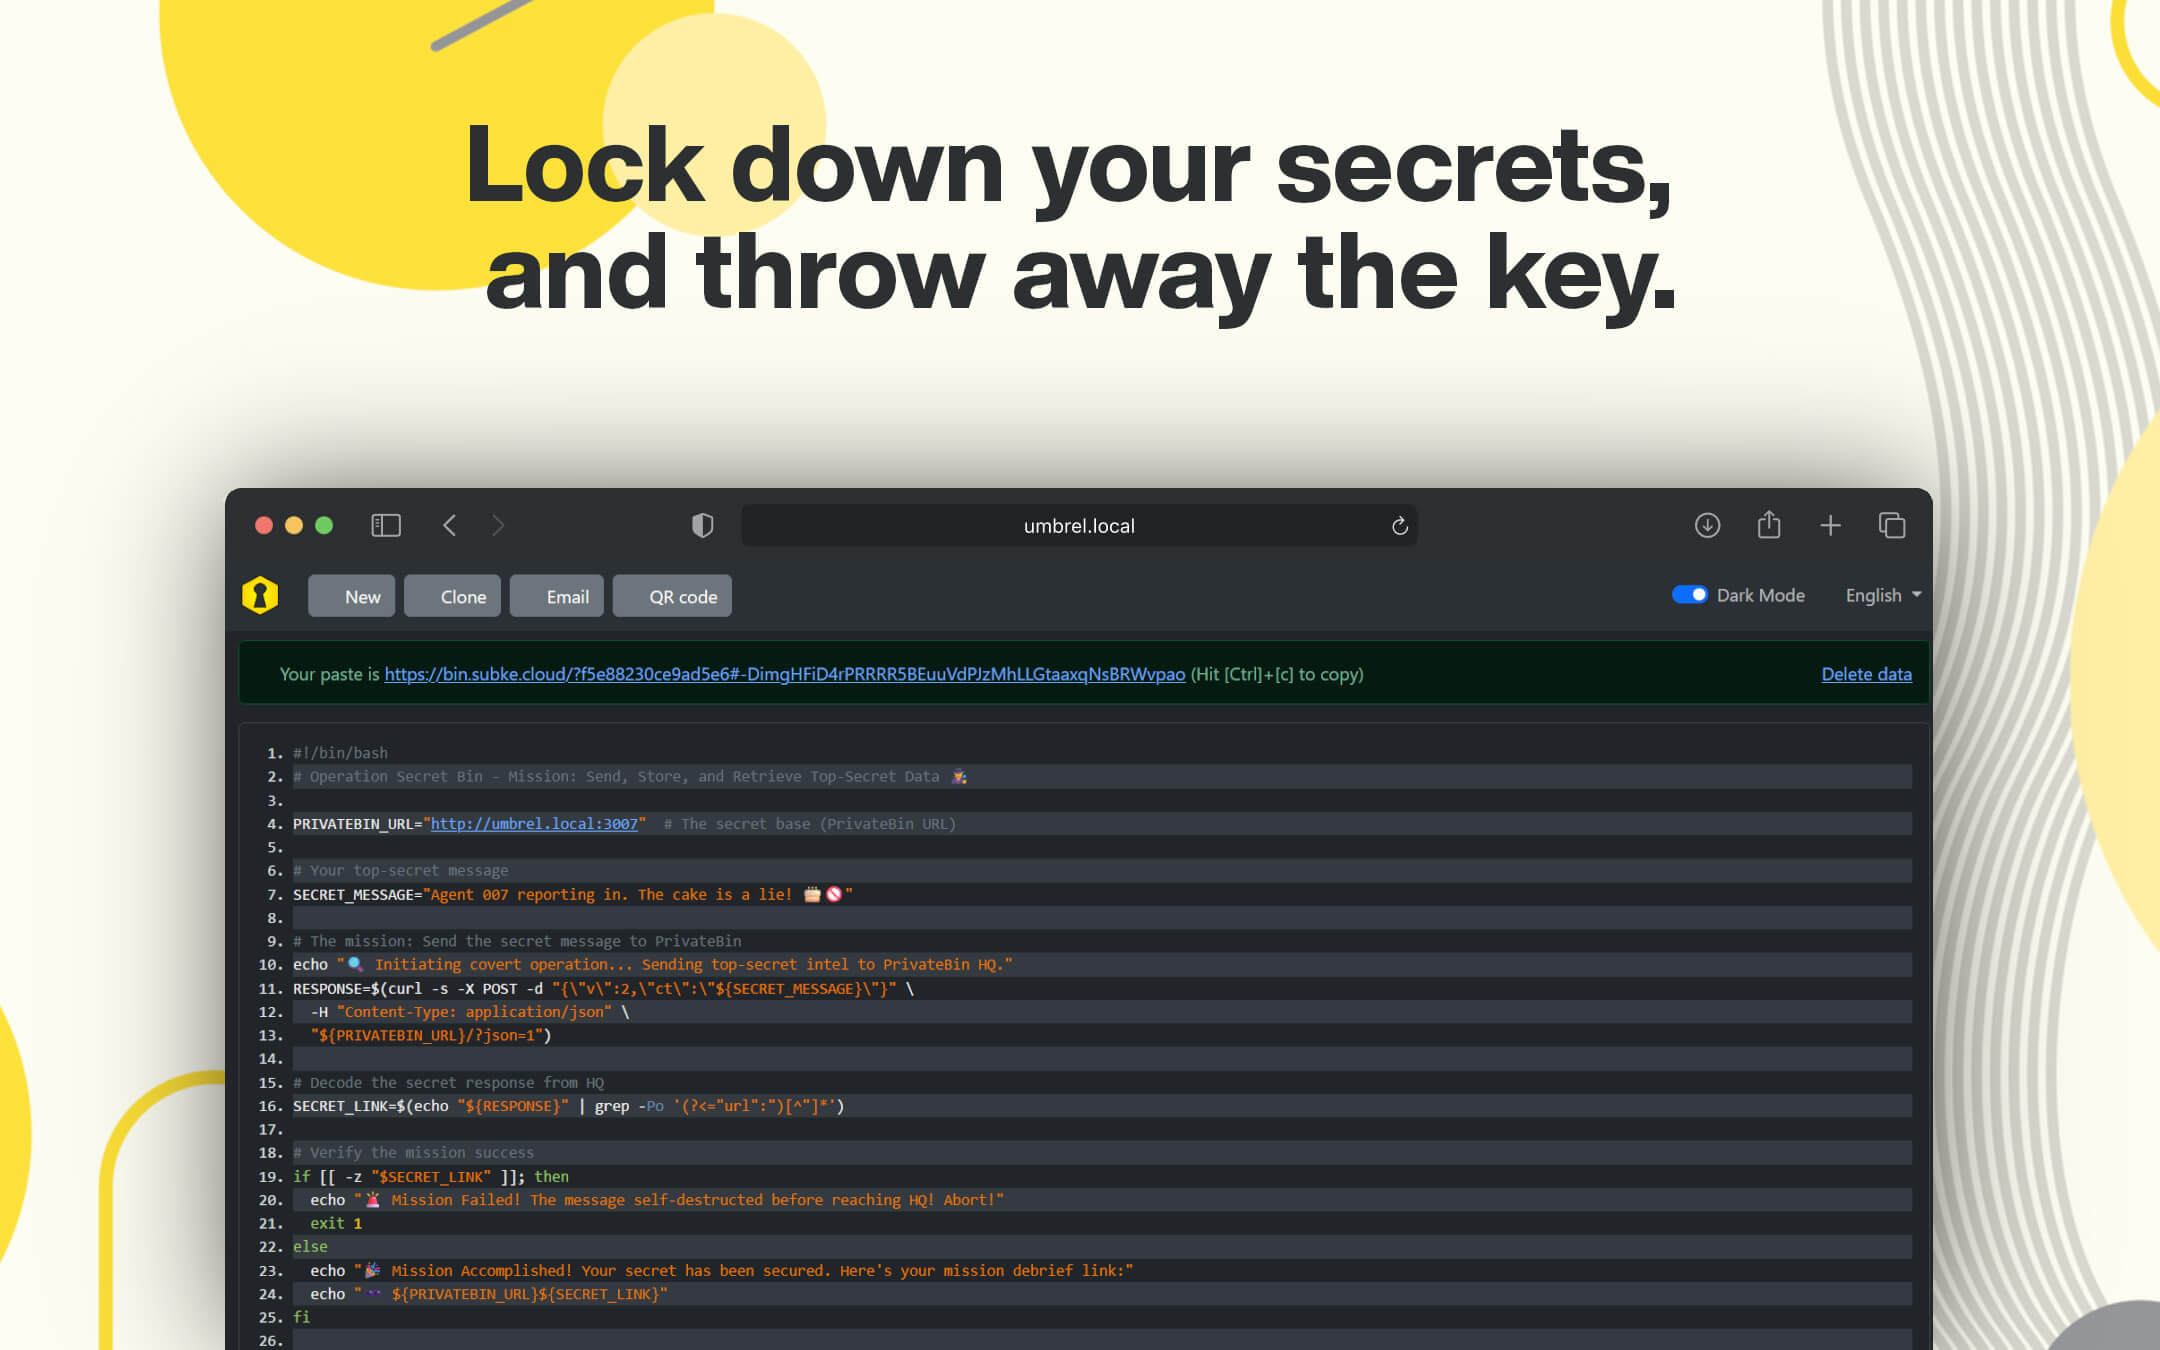 Lock down your secrets,
and throw away the key.
umbrel.local
New Clone Email QR code Dark Mode English
Your paste is https://bin.subke.cloud/?f5e88230ce9ad5e6#-DimgHFiD4rPRRRR5BEuuVdPJzMhLLGtaaxqNsBRWvpao (Hit [Ctrl]+[c] to copy) Delete data
1. #!/bin/bash
2. # Operation Secret Bin - Mission: Send, Store, and Retrieve Top-Secret Data 🕵️‍♀️
3.
4. PRIVATEBIN_URL="http://umbrel.local:3007"  # The secret base (PrivateBin URL)
5.
6. # Your top-secret message
7. SECRET_MESSAGE="Agent 007 reporting in. The cake is a lie! 🎂🚫"
8.
9. # The mission: Send the secret message to PrivateBin
10. echo "🔍 Initiating covert operation... Sending top-secret intel to PrivateBin HQ."
11. RESPONSE=$(curl -s -X POST -d "{\"v\":2,\"ct\":\"${SECRET_MESSAGE}\"}" \
12.   -H "Content-Type: application/json" \
13.   "${PRIVATEBIN_URL}/?json=1")
14.
15. # Decode the secret response from HQ
16. SECRET_LINK=$(echo "${RESPONSE}" | grep -Po '(?<="url":")[^"]*')
17.
18. # Verify the mission success
19. if [[ -z "$SECRET_LINK" ]]; then
20.   echo "🚨 Mission Failed! The message self-destructed before reaching HQ! Abort!"
21.   exit 1
22. else
23.   echo "🎉 Mission Accomplished! Your secret has been secured. Here's your mission debrief link:"
24.   echo "🕶️ ${PRIVATEBIN_URL}${SECRET_LINK}"
25. fi
26.